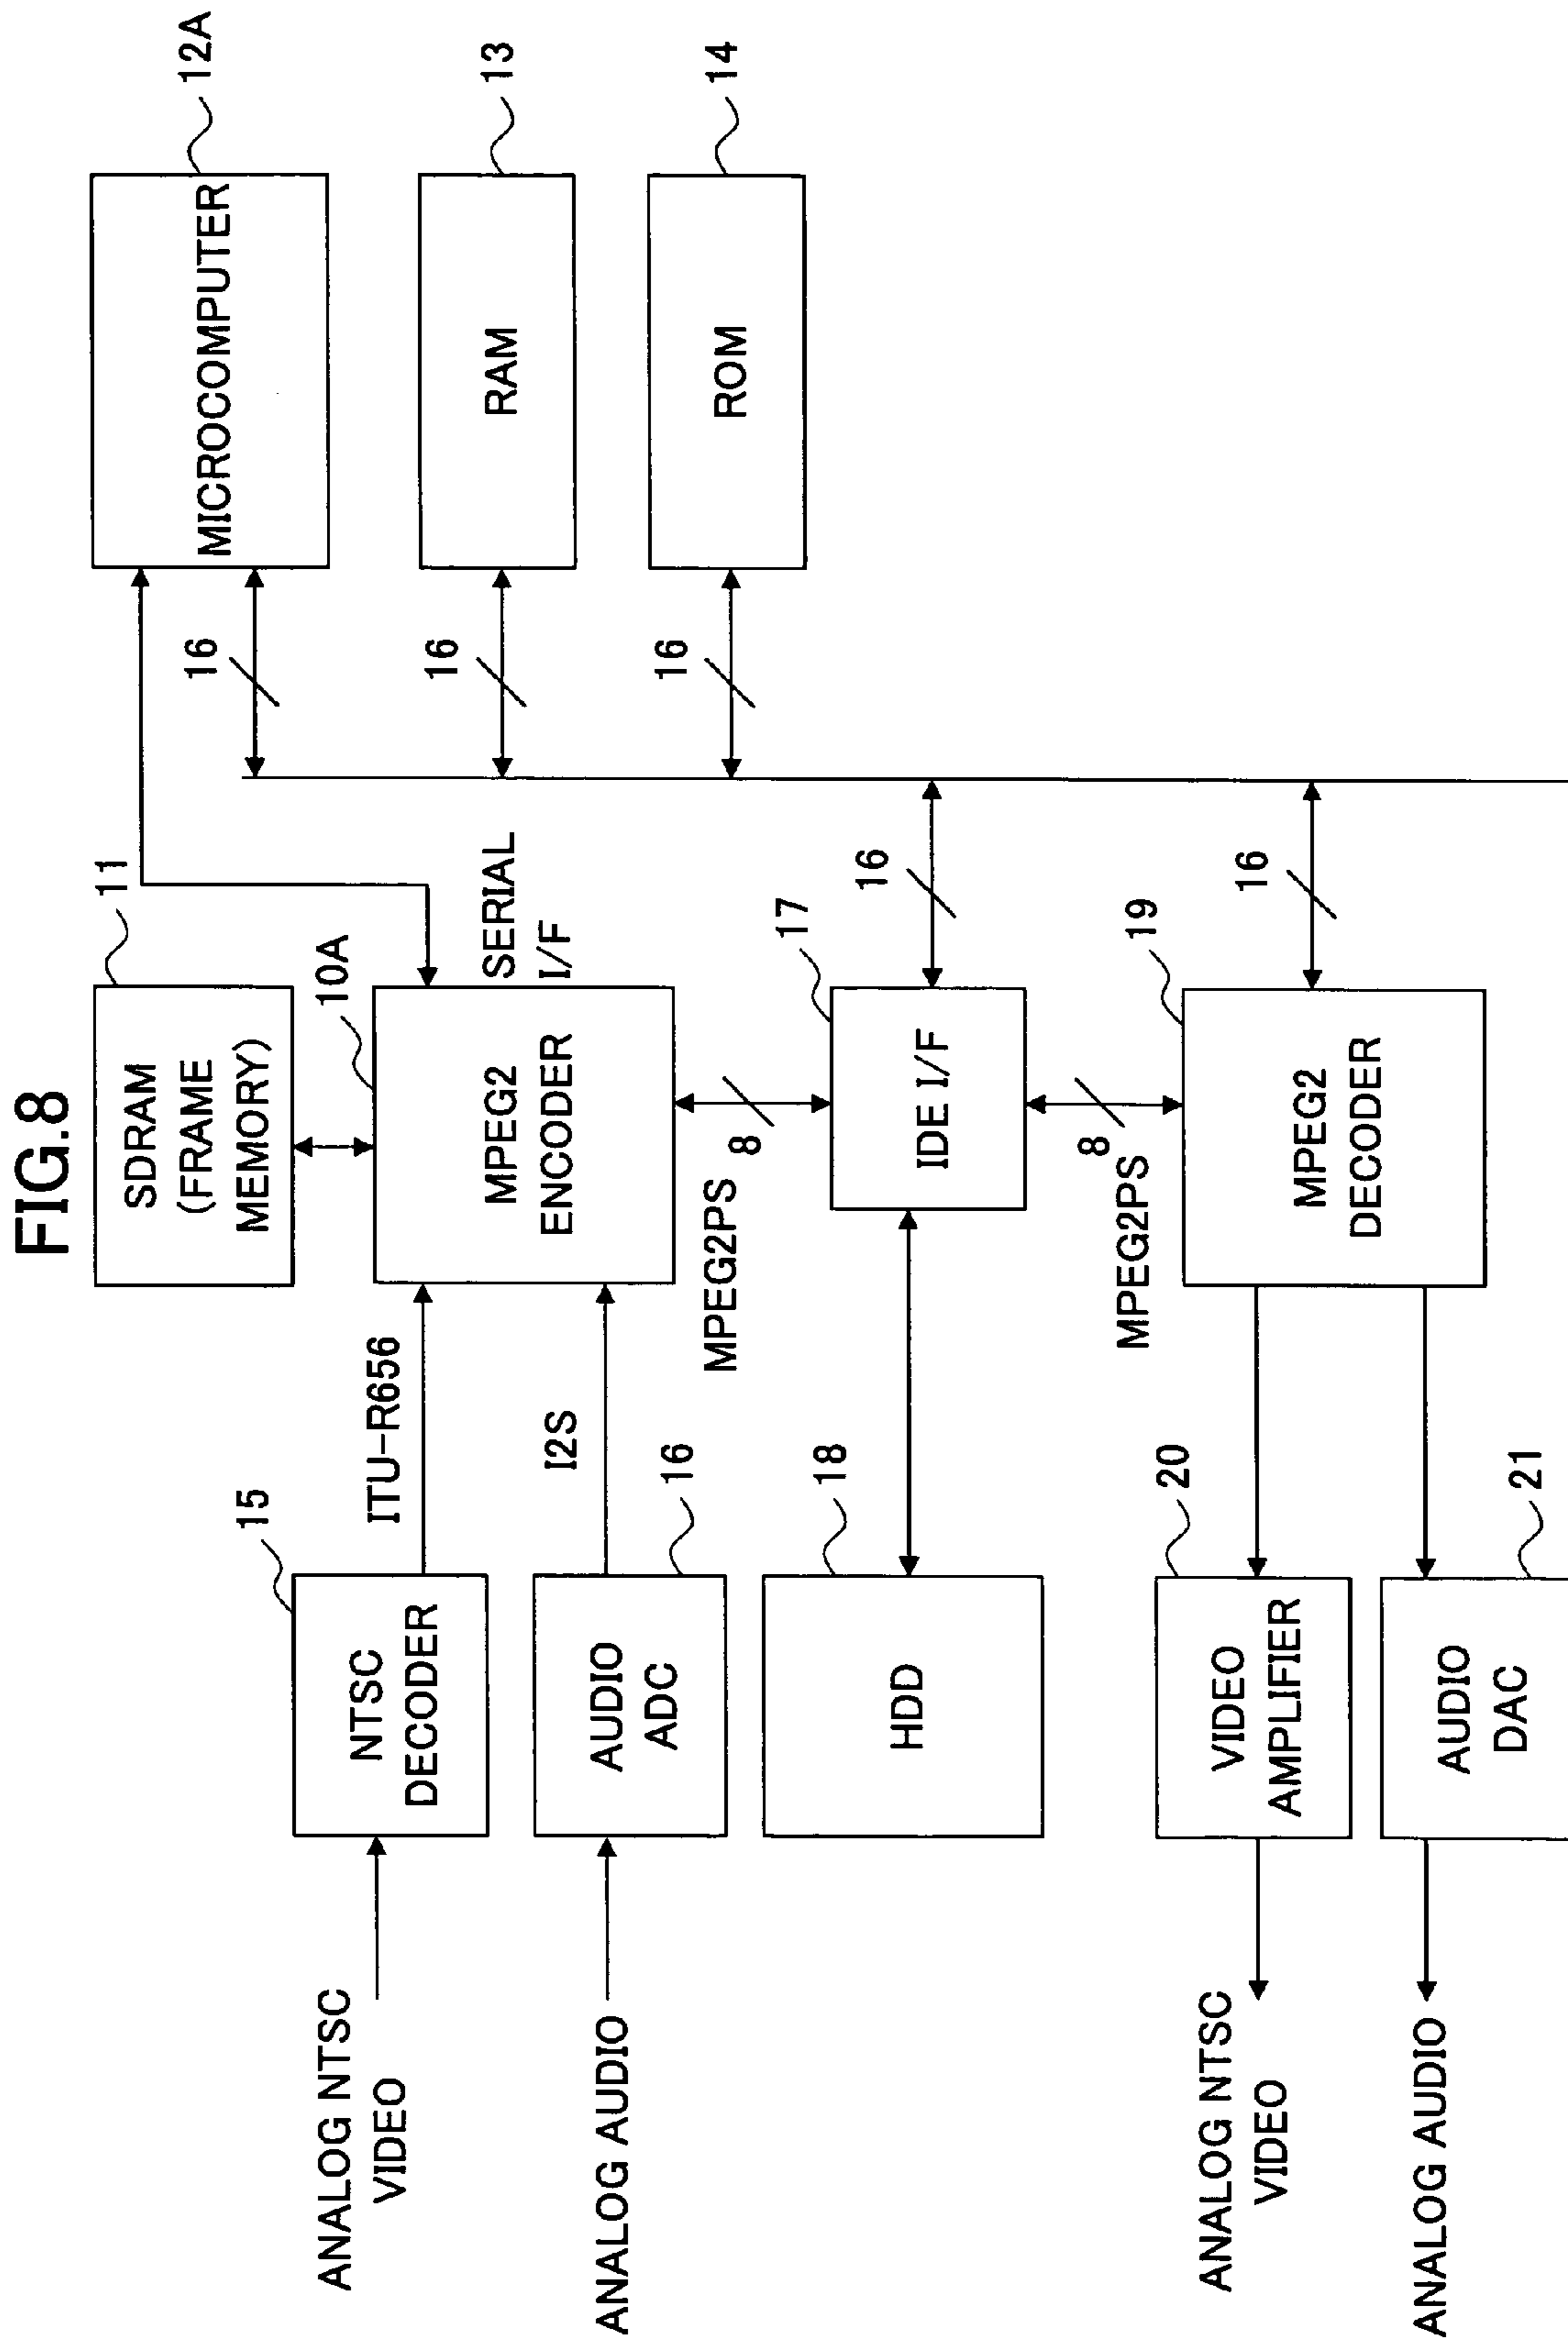 FIG.8
12A
MICROCOMPUTER
13
RAM
14
ROM
16
16
16
11
SDRAM
(FRAME
MEMORY)
10A
MPEG2
ENCODER
SERIAL
I/F
17
IDE I/F
16
19
MPEG2
DECODER
16
8
MPEG2PS
8
MPEG2PS
ITU-R656
I2S
15
NTSC
DECODER
16
AUDIO
ADC
18
HDD
20
VIDEO
AMPLIFIER
21
AUDIO
DAC
ANALOG NTSC
VIDEO
ANALOG AUDIO
ANALOG NTSC
VIDEO
ANALOG AUDIO